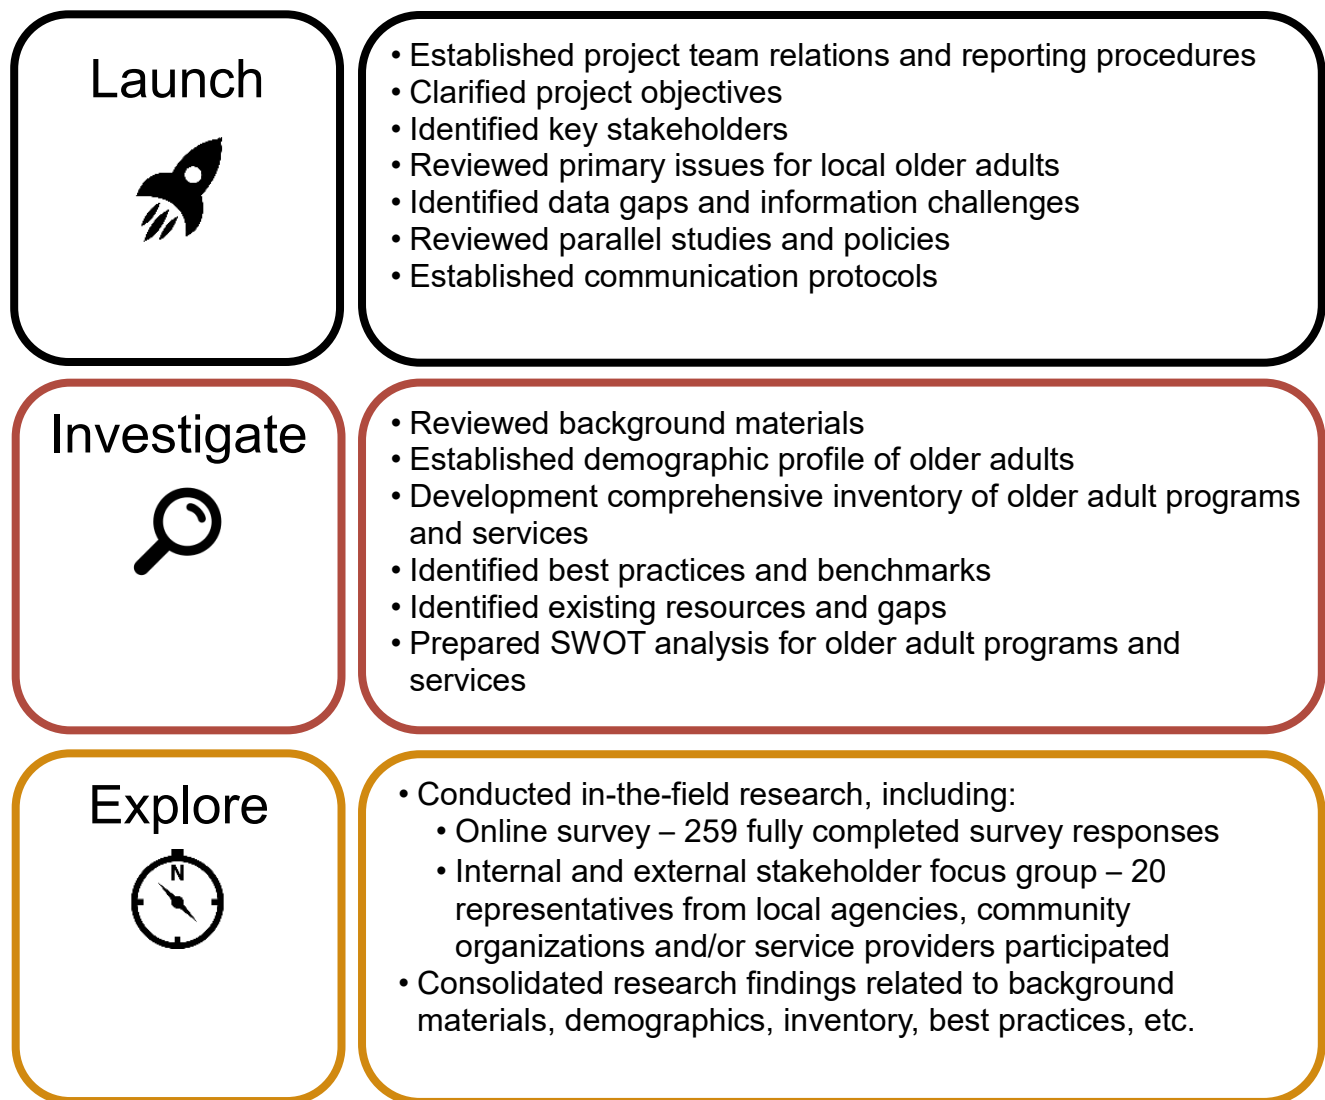 Launch
• Established project team relations and reporting procedures
• Clarified project objectives
• Identified key stakeholders
• Reviewed primary issues for local older adults
• Identified data gaps and information challenges
• Reviewed parallel studies and policies
• Established communication protocols
Investigate
• Reviewed background materials
• Established demographic profile of older adults
• Development comprehensive inventory of older adult programs
and services
• Identified best practices and benchmarks
• Identified existing resources and gaps
• Prepared SWOT analysis for older adult programs and
services
Explore
N
• Conducted in-the-field research, including:
• Online survey – 259 fully completed survey responses
• Internal and external stakeholder focus group – 20
representatives from local agencies, community
organizations and/or service providers participated
• Consolidated research findings related to background
materials, demographics, inventory, best practices, etc.